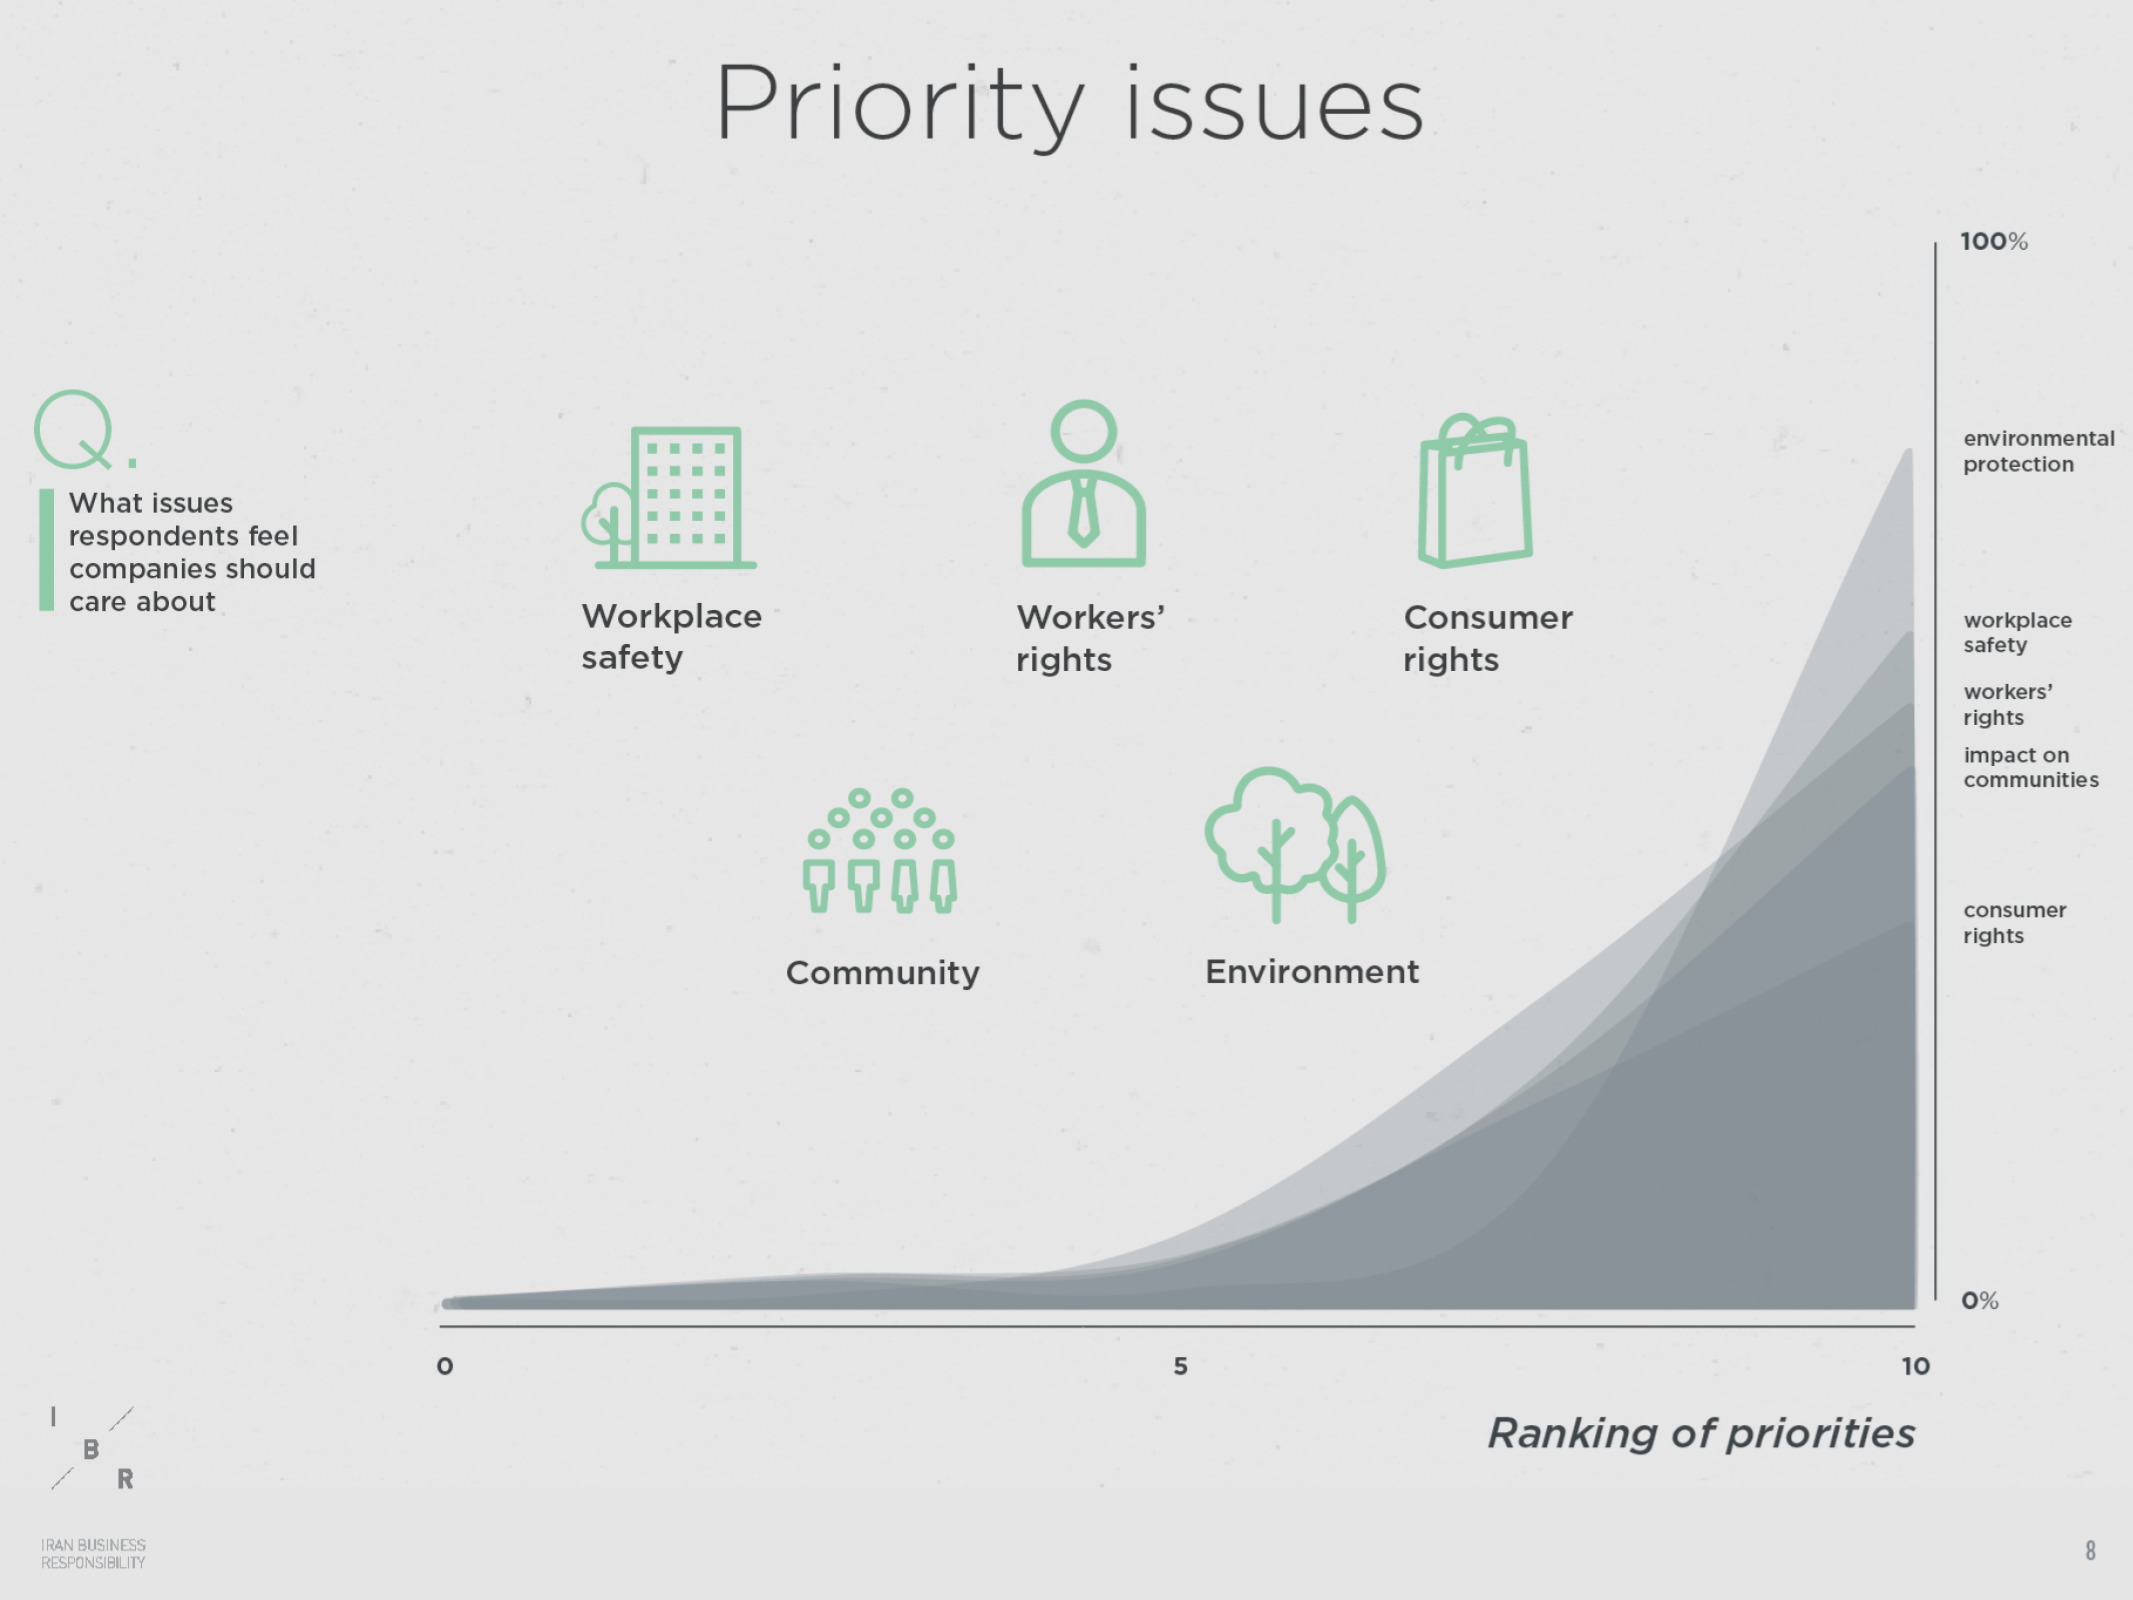 Priority issues
Q.
What issues
respondents feel
companies should
care about
Workplace
safety
Workers’
rights
Consumer
rights
Community
Environment
100%
environmental
protection
workplace
safety
workers’
rights
impact on
communities
consumer
rights
0%
0
5
10
Ranking of priorities
I
B
R
IRAN BUSINESS
RESPONSIBILITY
8